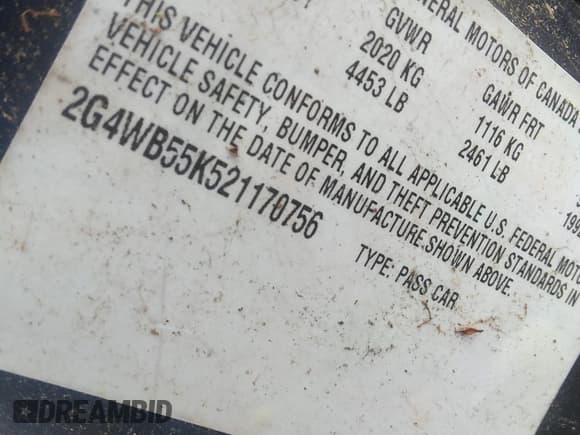 GENERAL MOTORS OF CANADA
GVWR GAWR FRT
2020 KG 1116 KG
4453 LB 2461 LB
THIS VEHICLE CONFORMS TO ALL APPLICABLE U.S. FEDERAL MOTO
VEHICLE SAFETY, BUMPER, AND THEFT PREVENTION STANDARDS IN
EFFECT ON THE DATE OF MANUFACTURE SHOWN ABOVE.
2G4WB55K521170756
TYPE: PASS CAR
DREAMBID